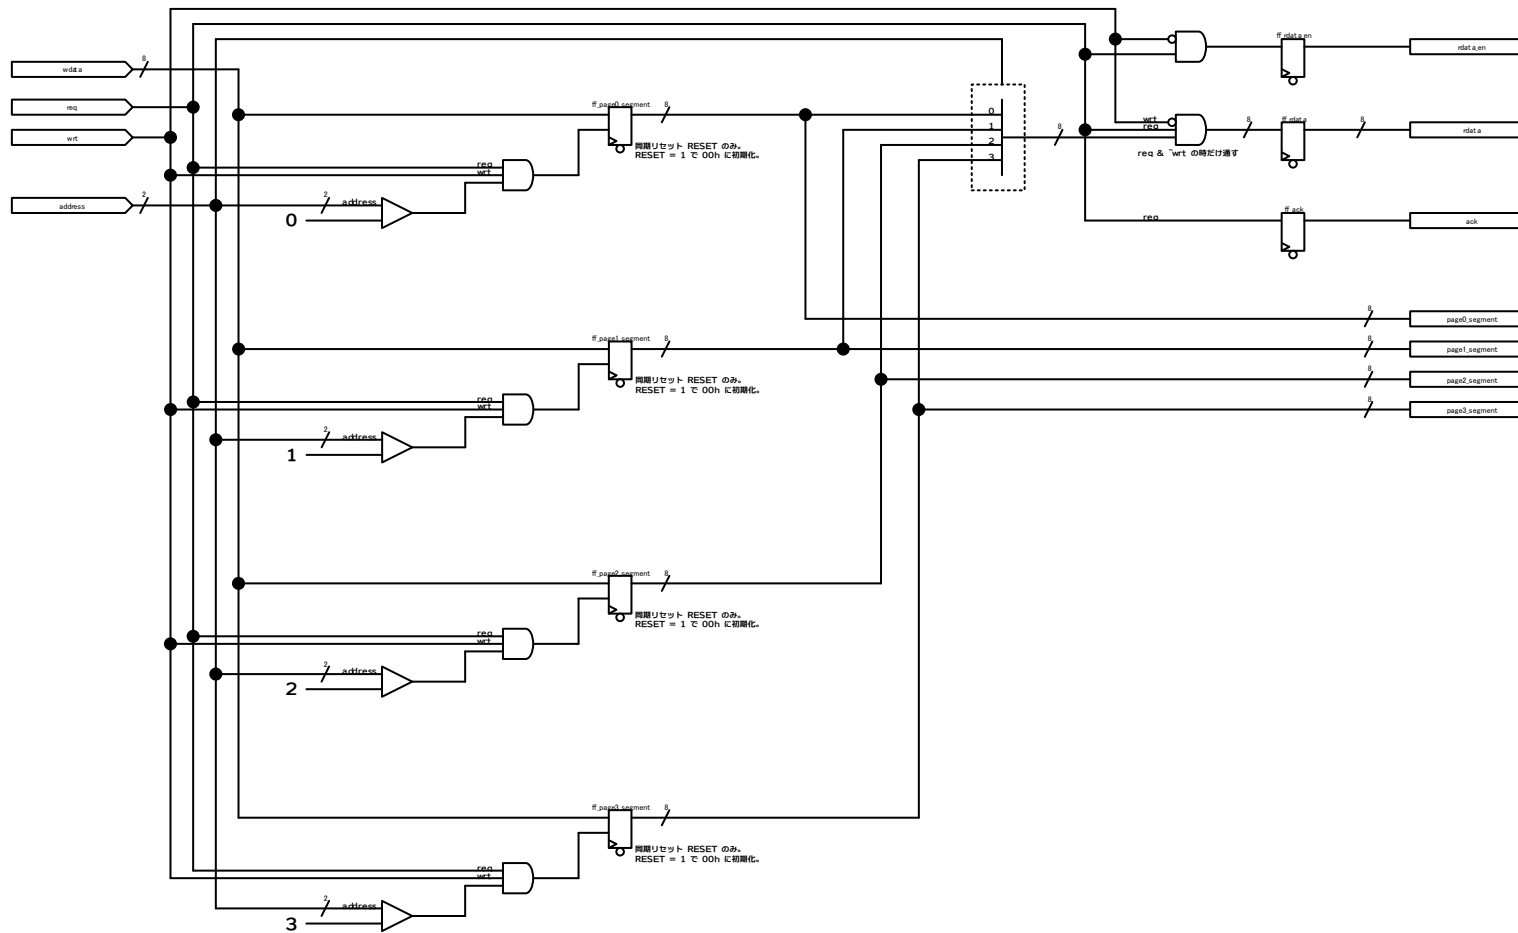 ff_rdata_en
rdata_en
8
wdata
ff_page0_segment
8
0
8
wrt
8
ff_rdata
8
rdata
req
1
req
2
3
wrt
同期リセット RESET のみ。
RESET = 1 で 00h に初期化。
req & ~wrt の時だけ通す
req
wrt
2
address
2
address
0
req
ff_ack
ack
8
page0_segment
ff_page1_segment
8
8
page1_segment
8
page2_segment
同期リセット RESET のみ。
RESET = 1 で 00h に初期化。
8
page3_segment
req
wrt
2
address
1
ff_page2_segment
8
同期リセット RESET のみ。
RESET = 1 で 00h に初期化。
req
wrt
2
address
2
ff_page3_segment
8
同期リセット RESET のみ。
RESET = 1 で 00h に初期化。
req
wrt
2
address
3